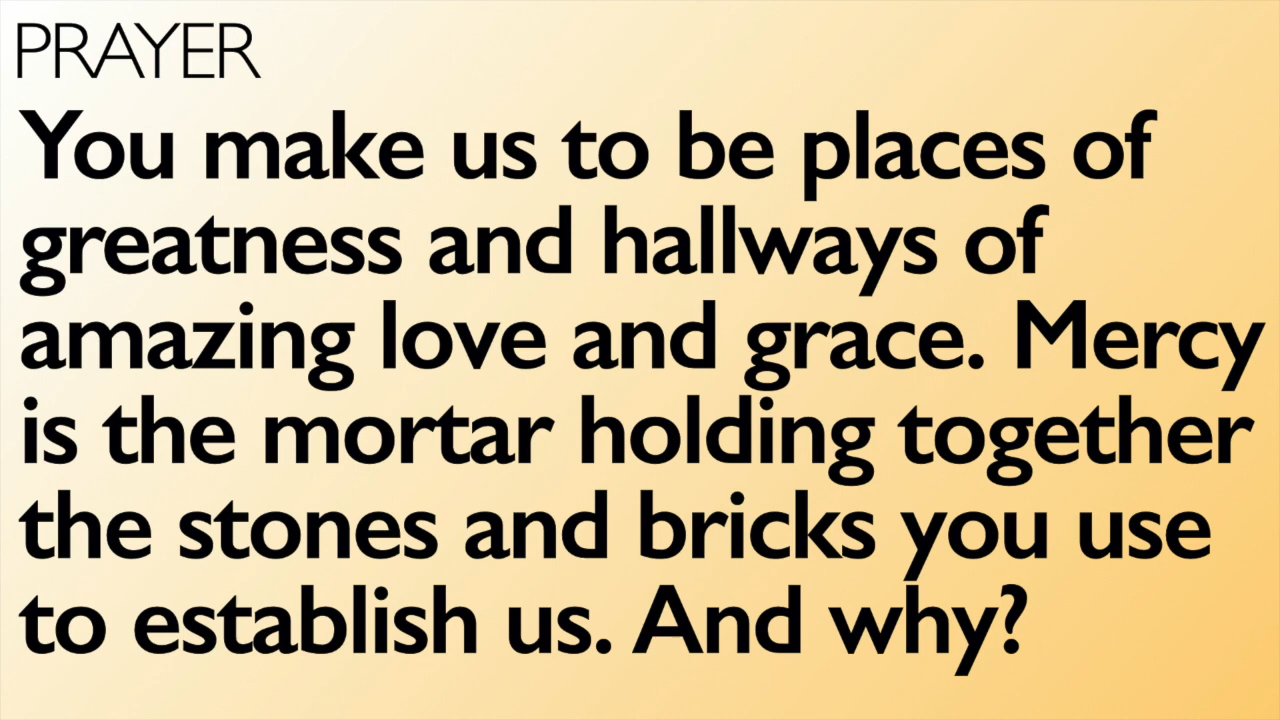 PRAYER
You make us to be places of
greatness and hallways of
amazing love and grace. Mercy
is the mortar holding together
the stones and bricks you use
to establish us. And why?